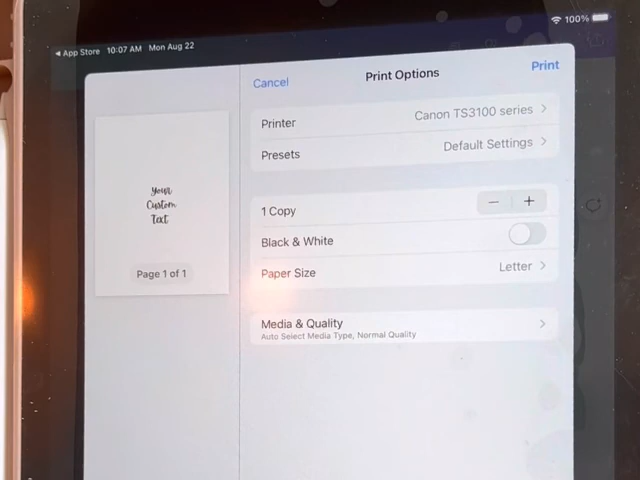 App Store 10:07 AM Mon Aug 22 100%
Cancel Print Options Print
Printer Canon TS3100 series
Presets Default Settings
Your
Custom
Text
Page 1 of 1
1 Copy − +
Black & White
Paper Size Letter
Media & Quality
Auto Select Media Type, Normal Quality